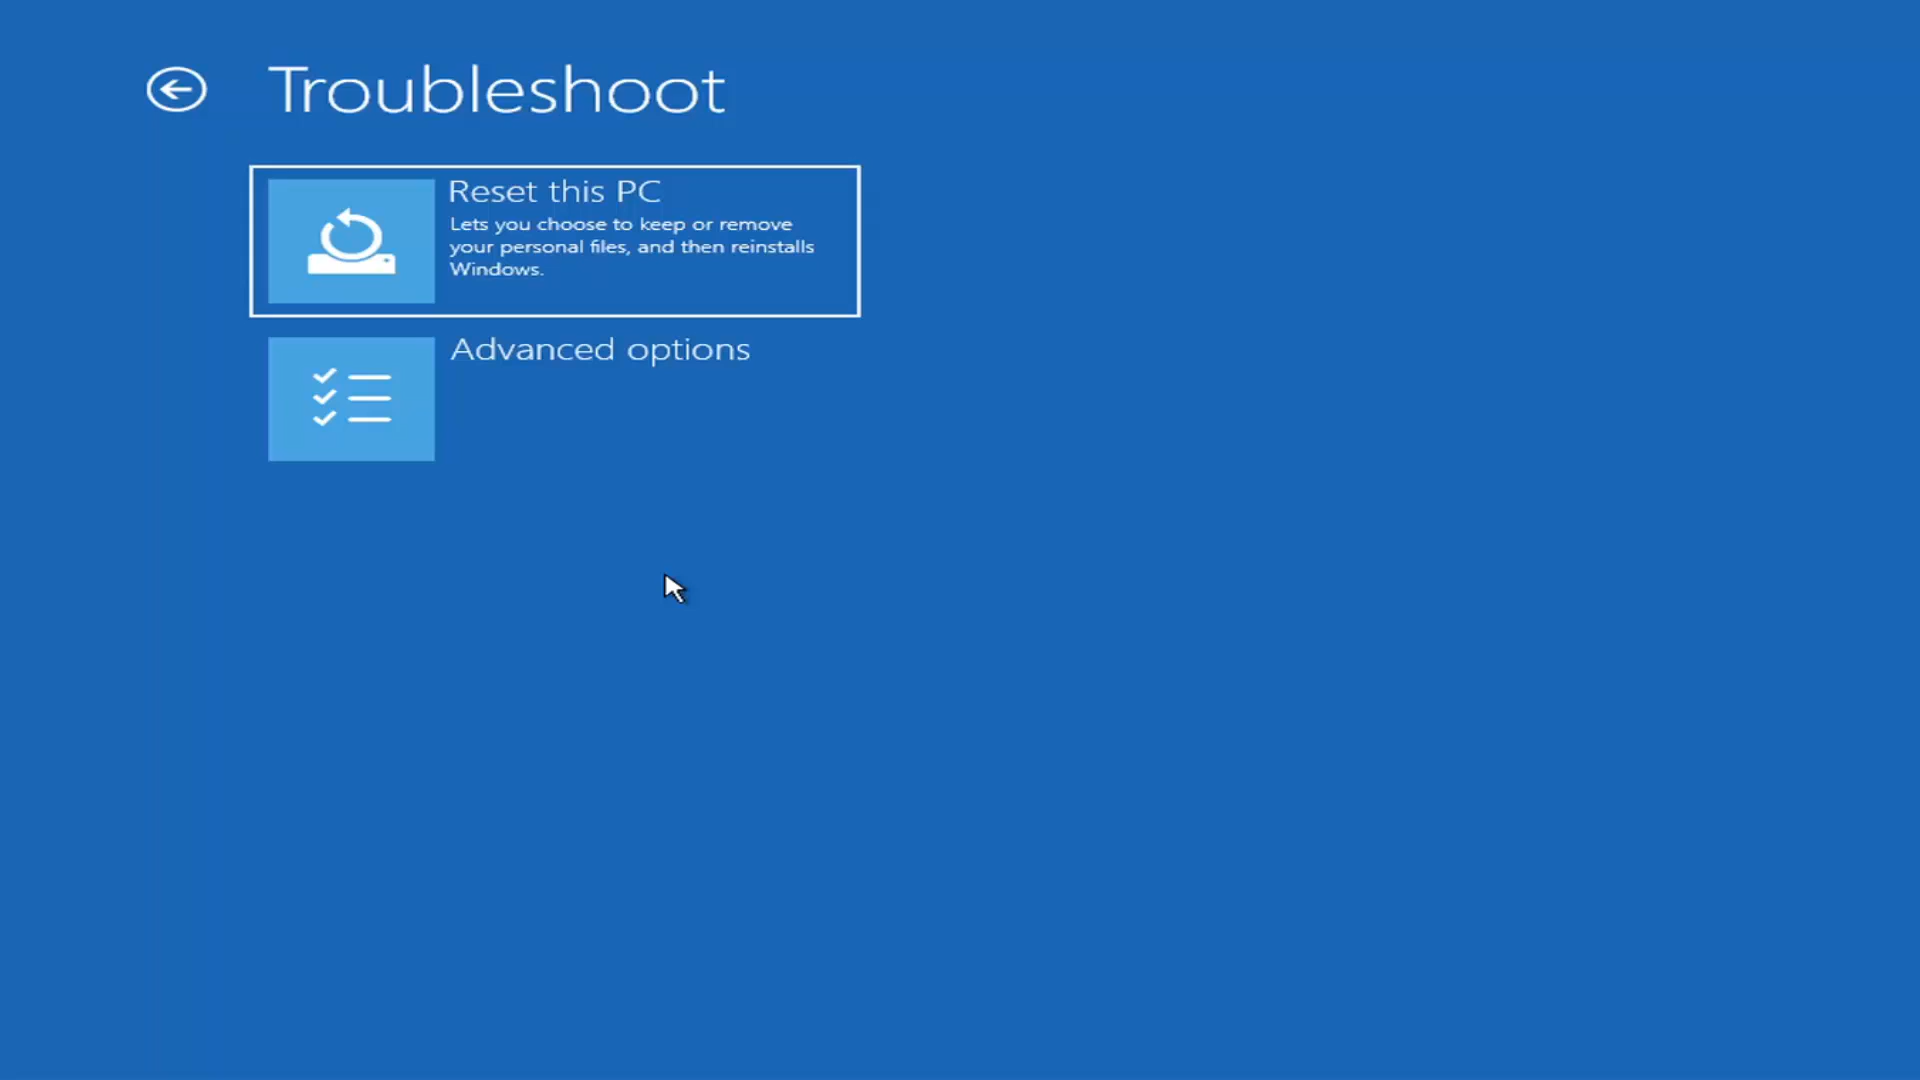 Troubleshoot
Reset this PC
Lets you choose to keep or remove
your personal files, and then reinstalls
Windows.
Advanced options